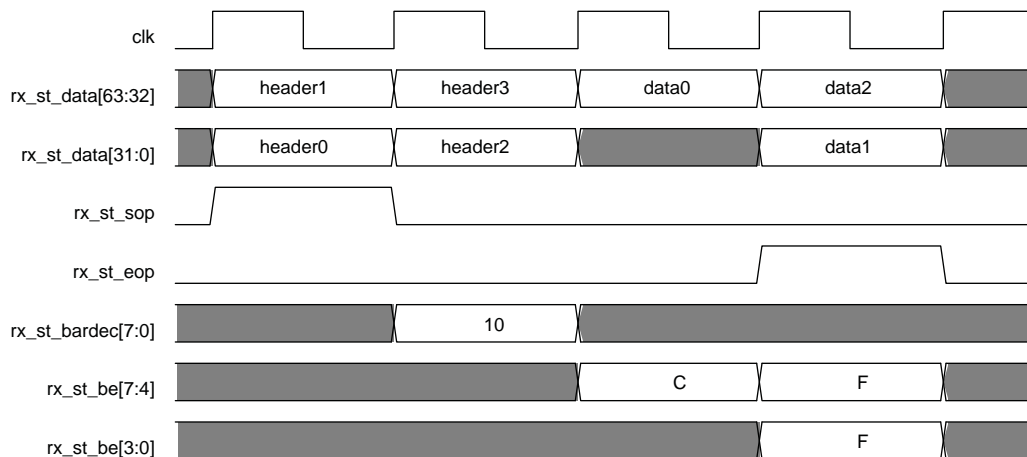 clk
rx_st_data[63:32] header1 header3 data0 data2
rx_st_data[31:0] header0 header2 data1
rx_st_sop
rx_st_eop
rx_st_bardec[7:0] 10
rx_st_be[7:4] C F
rx_st_be[3:0] F